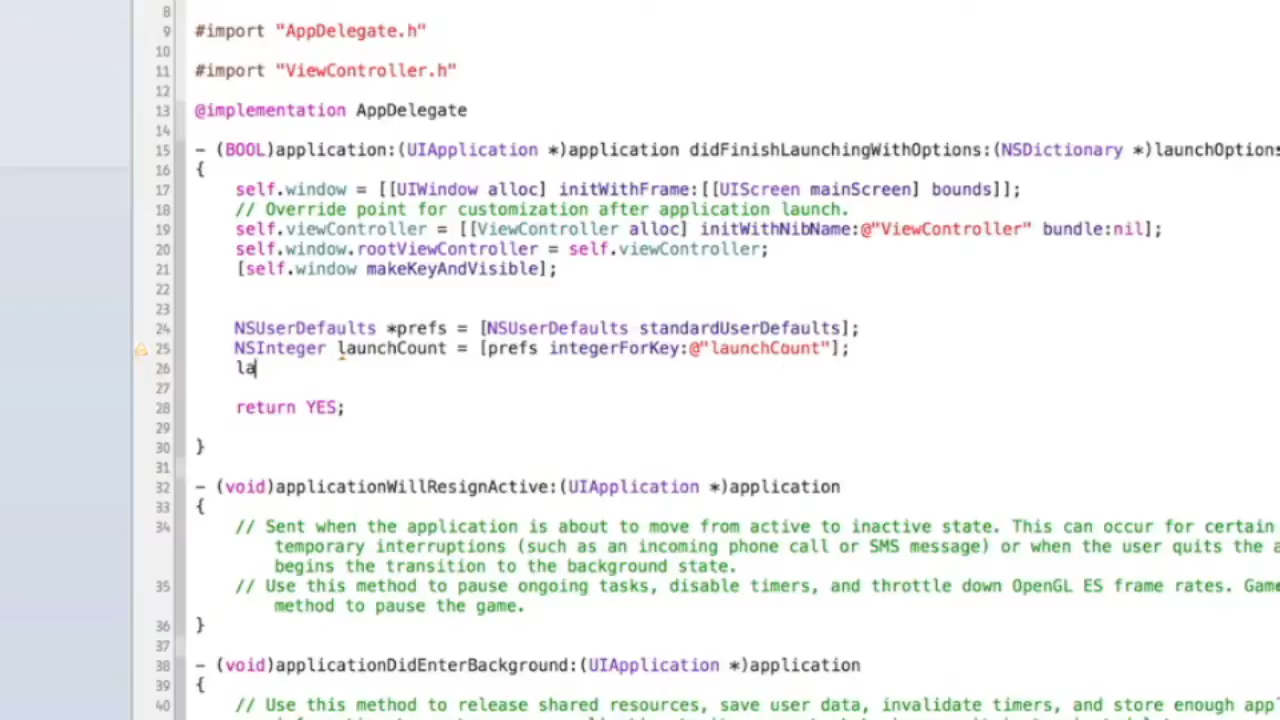 8
9 #import "AppDelegate.h"
10
11 #import "ViewController.h"
12
13 @implementation AppDelegate
14
15 - (BOOL)application:(UIApplication *)application didFinishLaunchingWithOptions:(NSDictionary *)launchOptions
16 {
17 self.window = [[UIWindow alloc] initWithFrame:[[UIScreen mainScreen] bounds]];
18 // Override point for customization after application launch.
19 self.viewController = [[ViewController alloc] initWithNibName:@"ViewController" bundle:nil];
20 self.window.rootViewController = self.viewController;
21 [self.window makeKeyAndVisible];
22
23
24 NSUserDefaults *prefs = [NSUserDefaults standardUserDefaults];
25 NSInteger launchCount = [prefs integerForKey:@"launchCount"];
26 la
27
28 return YES;
29
30 }
31
32 - (void)applicationWillResignActive:(UIApplication *)application
33 {
34 // Sent when the application is about to move from active to inactive state. This can occur for certain
temporary interruptions (such as an incoming phone call or SMS message) or when the user quits the a
begins the transition to the background state.
35 // Use this method to pause ongoing tasks, disable timers, and throttle down OpenGL ES frame rates. Game
method to pause the game.
36 }
37
38 - (void)applicationDidEnterBackground:(UIApplication *)application
39 {
40 // Use this method to release shared resources, save user data, invalidate timers, and store enough app